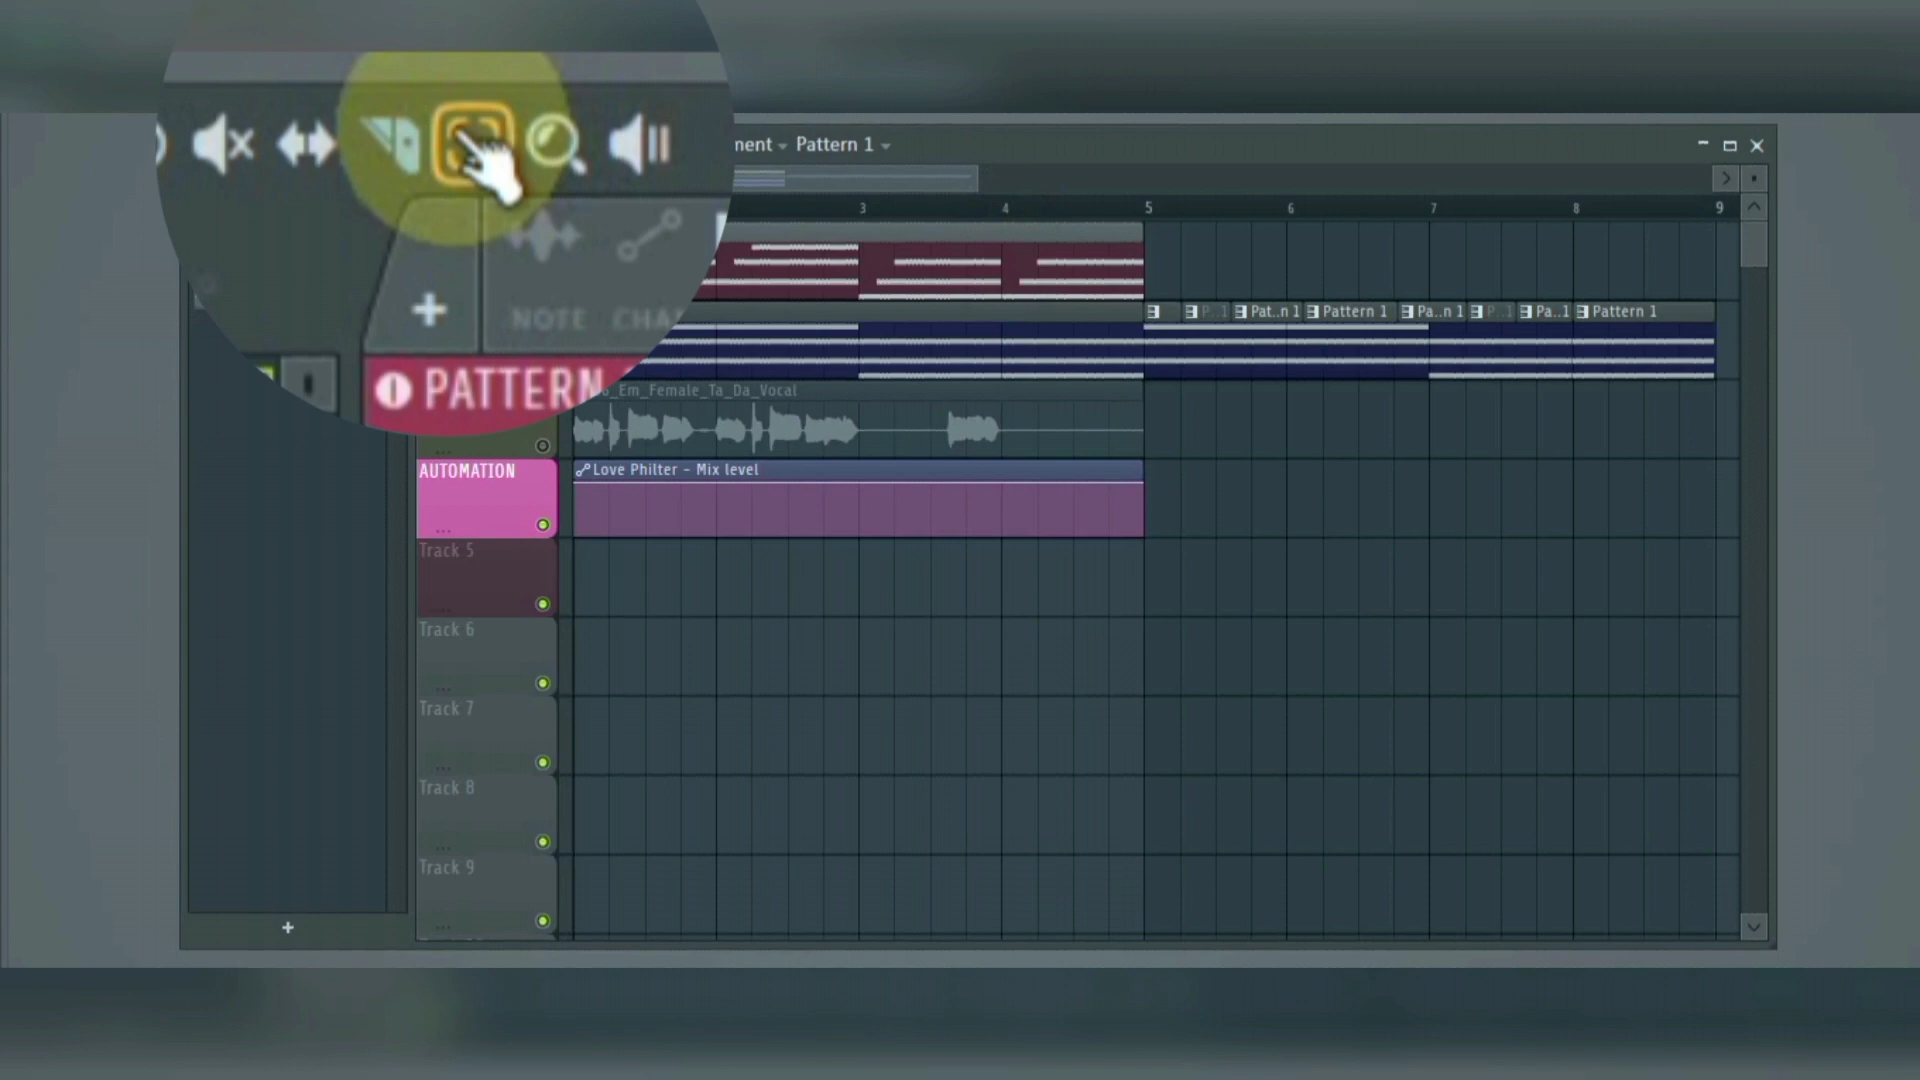 nent Pattern 1
3 4 5 6 7 8 9
NOTE CHA
Pat..n 1 Pattern 1 Pa..n 1 P..1 Pa..1 Pattern 1
PATTERN
_Em_Female_Ta_Da_Vocal
AUTOMATION
Love Philter - Mix level
Track 5
Track 6
Track 7
Track 8
Track 9